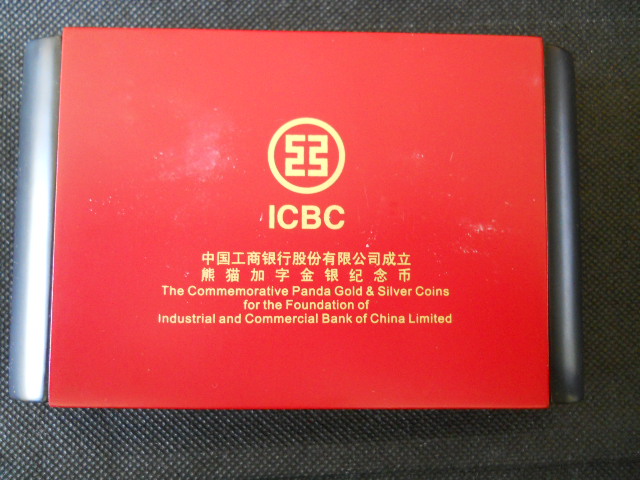 ICBC
中国工商银行股份有限公司成立
熊猫加字金银纪念币
The Commemorative Panda Gold & Silver Coins
for the Foundation of
Industrial and Commercial Bank of China Limited